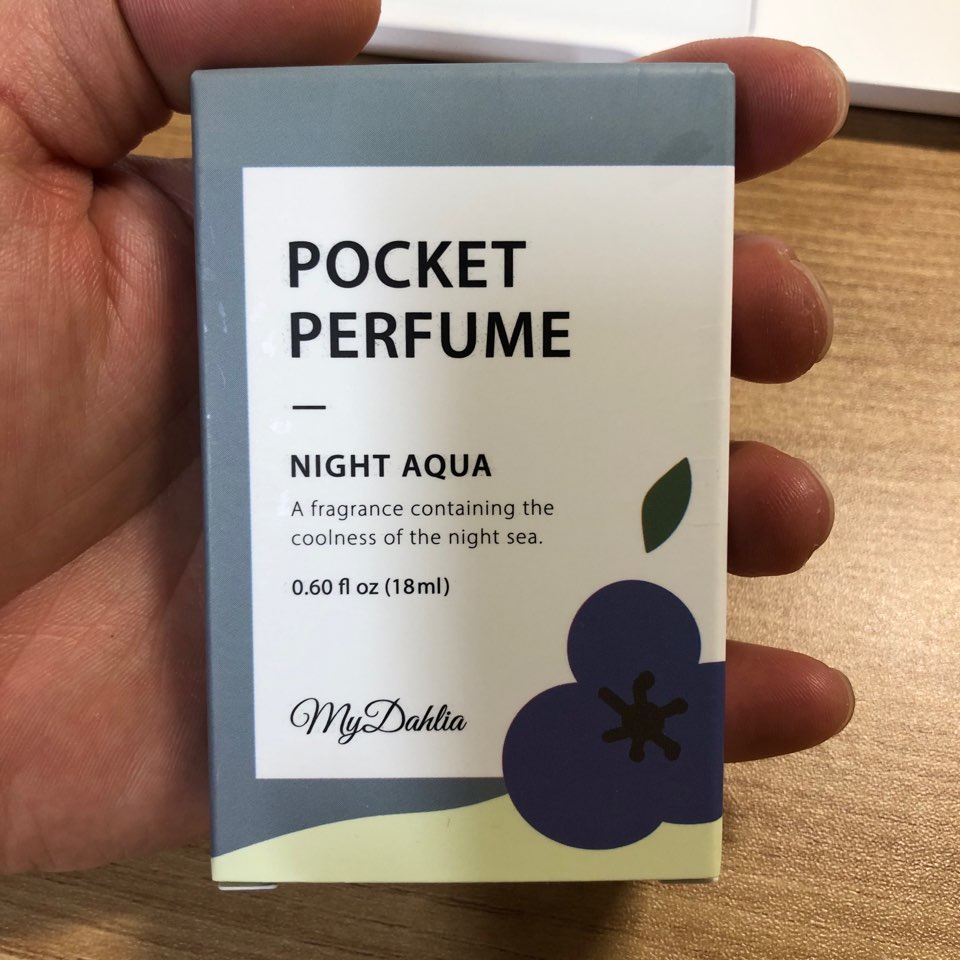 POCKET
PERFUME
NIGHT AQUA
A fragrance containing the
coolness of the night sea.
0.60 fl oz (18ml)
MyDahlia